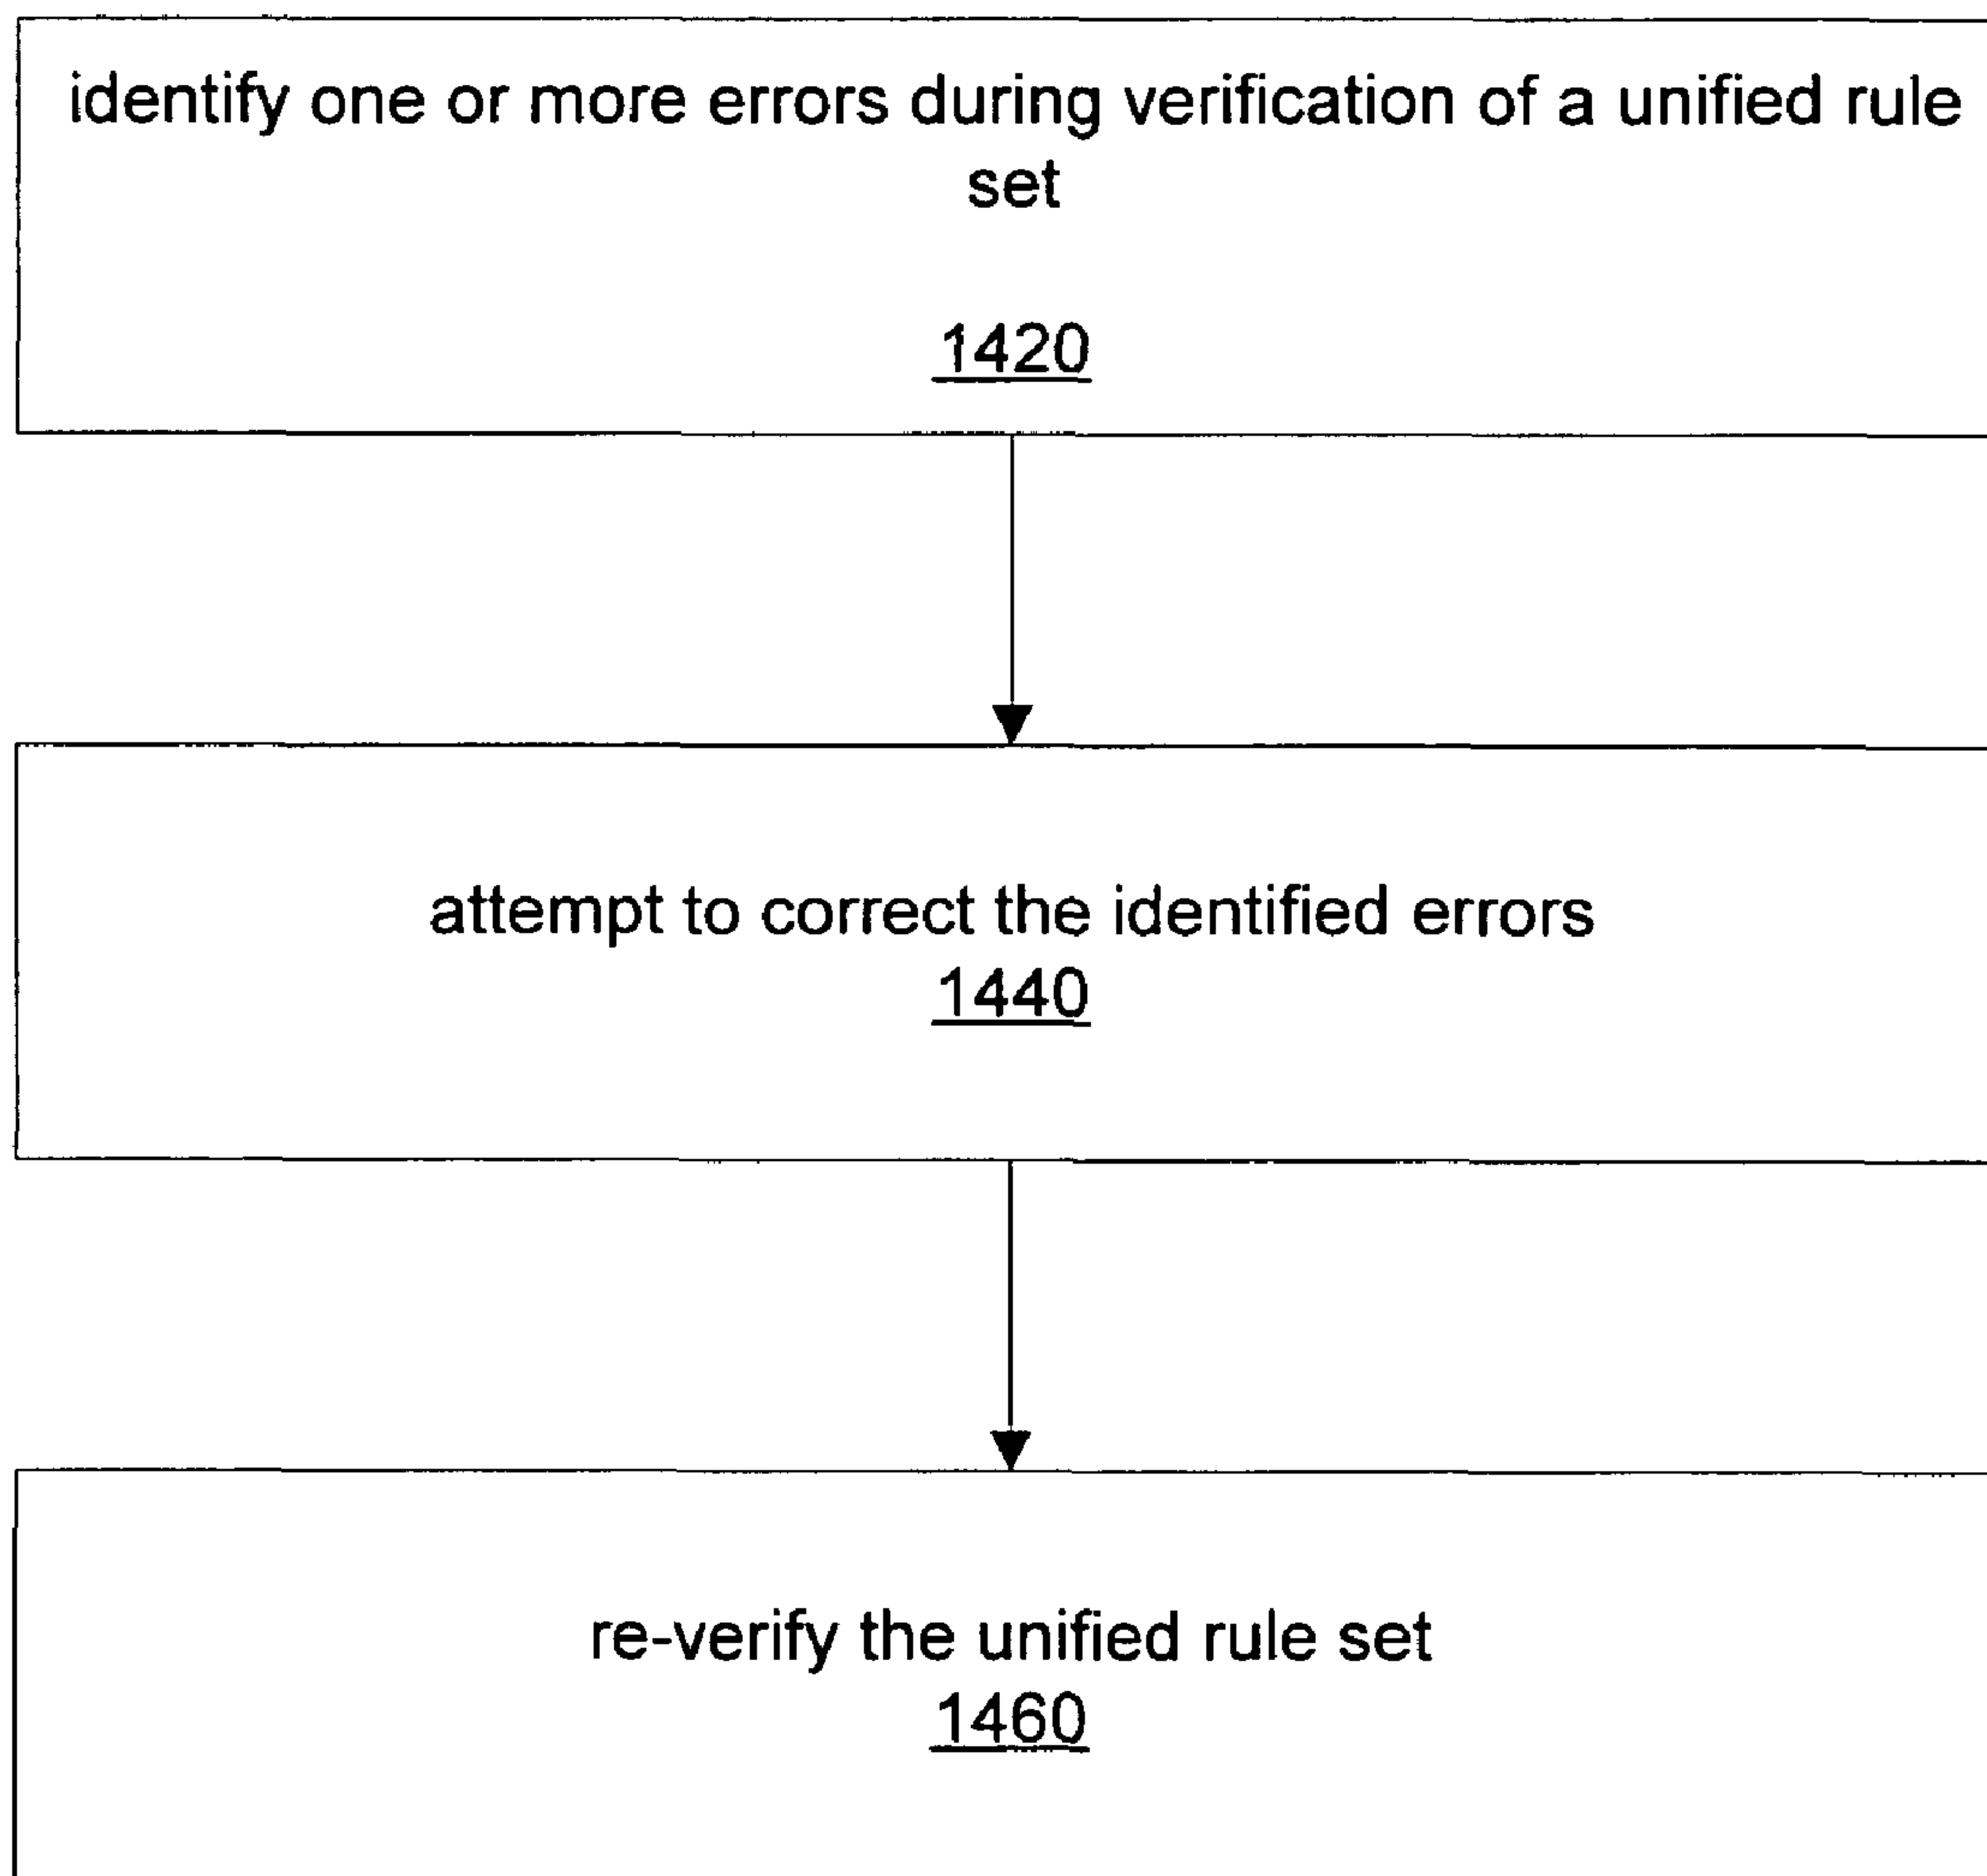 identify one or more errors during verification of a unified rule
set
1420
attempt to correct the identified errors
1440
re-verify the unified rule set
1460